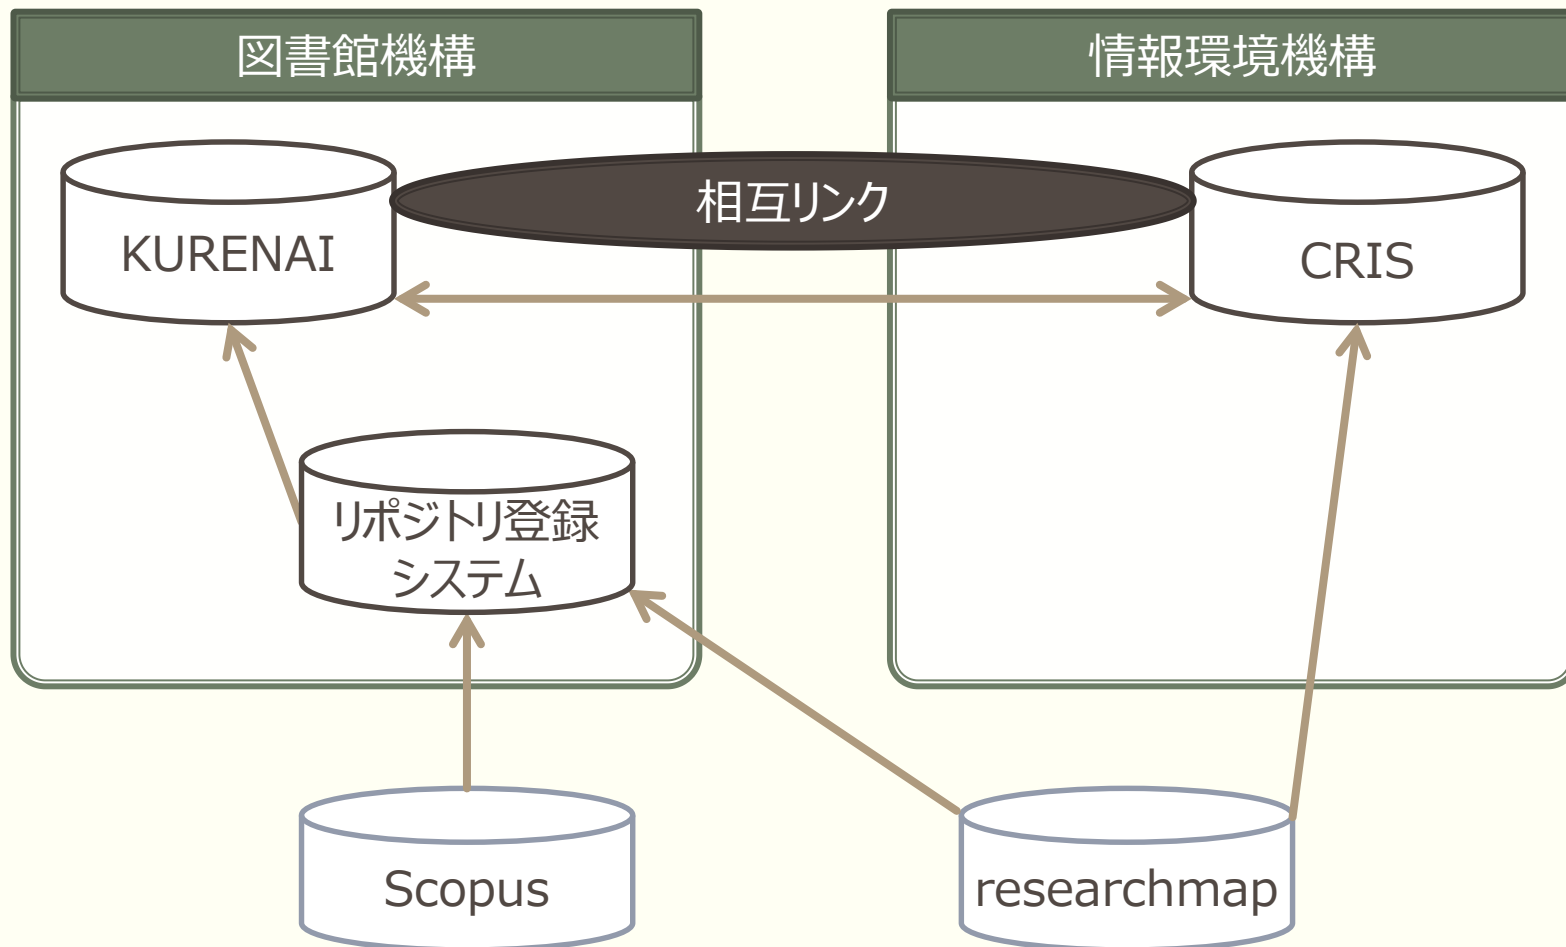 図書館機構
情報環境機構
相互リンク
KURENAI
CRIS
リポジトリ登録
システム
Scopus
researchmap